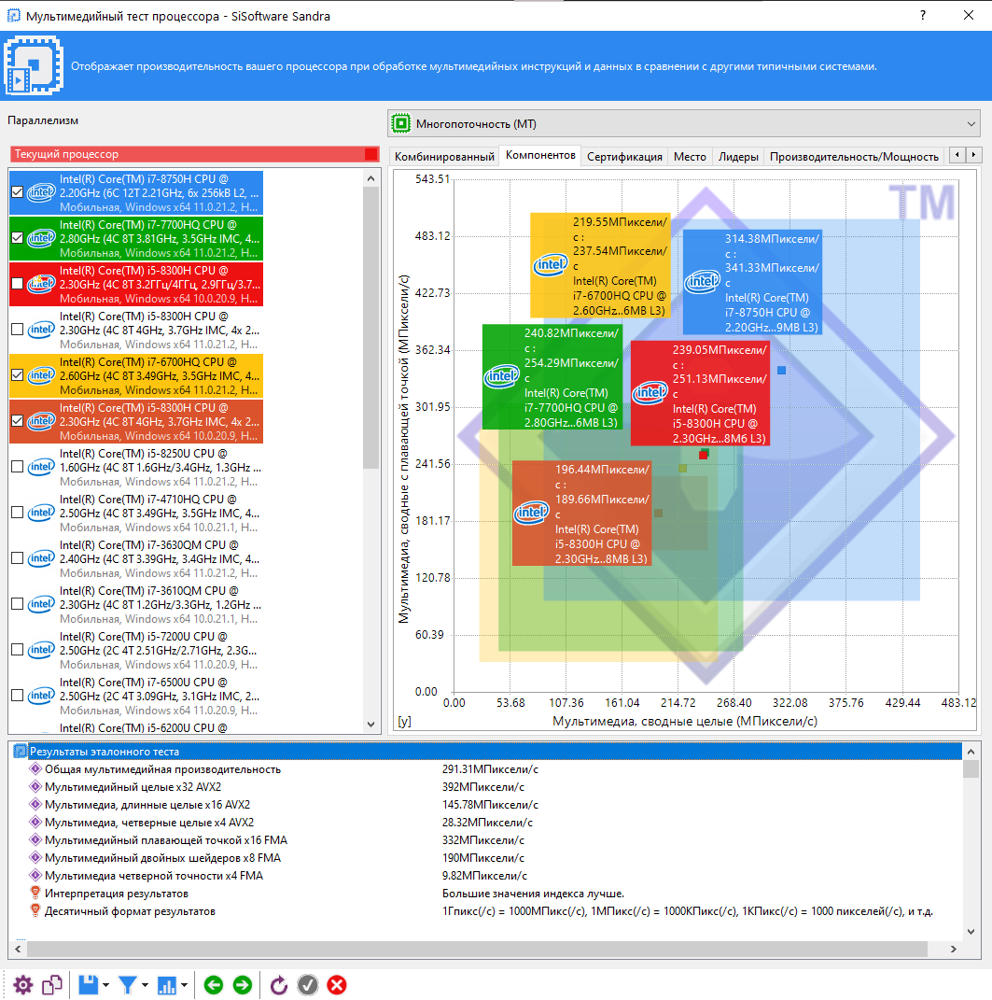 Мультимедийный тест процессора - SiSoftware Sandra
?
Отображает производительность вашего процессора при обработке мультимедийных инструкций и данных в сравнении с другими типичными системами.
Параллелизм
Многопоточность (МТ)
Текущий процессор
Intel(R) Core(TM) i7-8750H CPU @
2.20GHz (6C 12T 2.21GHz, 6x 256kB L2, ...
Мобильная, Windows x64 11.0.21.2, H...
Intel(R) Core(TM) i7-7700HQ CPU @
2.80GHz (4C 8T 3.81GHz, 3.5GHz IMC, 4...
Мобильная, Windows x64 11.0.21.2, H...
Intel(R) Core(TM) i5-8300H CPU @
2.30GHz (4C 8T 3.2ГГц/4ГГц, 2.9ГГц/3.7...
Мобильная, Windows x64 10.0.20.9, H...
Intel(R) Core(TM) i5-8300H CPU @
2.30GHz (4C 8T 4GHz, 3.7GHz IMC, 4x 2...
Мобильная, Windows x64 11.0.21.2, H...
Intel(R) Core(TM) i7-6700HQ CPU @
2.60GHz (4C 8T 3.49GHz, 3.5GHz IMC, 4...
Мобильная, Windows x64 11.0.21.2, H...
Intel(R) Core(TM) i5-8300H CPU @
2.30GHz (4C 8T 4GHz, 3.7GHz IMC, 4x 2...
Мобильная, Windows x64 10.0.20.9, H...
Intel(R) Core(TM) i5-8250U CPU @
1.60GHz (4C 8T 1.6GHz/3.4GHz, 1.3GHz ...
Мобильная, Windows x64 11.0.21.2, H...
Intel(R) Core(TM) i7-4710HQ CPU @
2.50GHz (4C 8T 3.49GHz, 3.5GHz IMC, 4...
Мобильная, Windows x64 10.0.21.1, H...
Intel(R) Core(TM) i7-3630QM CPU @
2.40GHz (4C 8T 3.39GHz, 3.4GHz IMC, 4...
Мобильная, Windows x64 11.0.21.2, H...
Intel(R) Core(TM) i7-3610QM CPU @
2.30GHz (4C 8T 1.2GHz/3.3GHz, 1.2GHz ...
Мобильная, Windows x64 10.0.21.1, H...
Intel(R) Core(TM) i5-7200U CPU @
2.50GHz (2C 4T 2.51GHz/2.71GHz, 2.3G...
Мобильная, Windows x64 10.0.20.9, H...
Intel(R) Core(TM) i7-6500U CPU @
2.50GHz (2C 4T 3.09GHz, 3.1GHz IMC, 2...
Мобильная, Windows x64 11.0.20.9, H...
Intel(R) Core(TM) i5-6200U CPU @
Комбинированный Компонентов Сертификация Место Лидеры Производительность/Мощность
TM
543.51
483.12
422.73
362.34
301.95
241.56
181.17
120.78
60.39
0.00
Мультимедиа, сводные с плавающей точкой (МПиксели/с)
219.55МПиксели/
с :
237.54МПиксели/
с
Intel(R) Core(TM)
i7-6700HQ CPU @
2.60GHz...6MB L3)
314.38МПиксели/
с :
341.33МПиксели/
с
Intel(R) Core(TM)
i7-8750H CPU @
2.20GHz...9MB L3)
240.82МПиксели/
с :
254.29МПиксели/
с
Intel(R) Core(TM)
i7-7700HQ CPU @
2.80GHz...6MB L3)
239.05МПиксели/
с :
251.13МПиксели/
с
Intel(R) Core(TM)
i5-8300H CPU @
2.30GHz...8Мб L3)
196.44МПиксели/
с :
189.66МПиксели/
с
Intel(R) Core(TM)
i5-8300H CPU @
2.30GHz...8MB L3)
0.00 53.68 107.36 161.04 214.72 268.40 322.08 375.76 429.44 483.12
[y] Мультимедиа, сводные целые (МПиксели/с)
Результаты эталонного теста
Общая мультимедийная производительность 291.31МПиксели/с
Мультимедийный целые x32 AVX2 392МПиксели/с
Мультимедиа, длинные целые x16 AVX2 145.78МПиксели/с
Мультимедиа, четверные целые x4 AVX2 28.32МПиксели/с
Мультимедийный плавающей точкой x16 FMA 332МПиксели/с
Мультимедийный двойных шейдеров x8 FMA 190МПиксели/с
Мультимедиа четверной точности x4 FMA 9.82МПиксели/с
Интерпретация результатов Большие значения индекса лучше.
Десятичный формат результатов 1Гпикс(/с) = 1000МПикс(/с), 1МПикс(/с) = 1000КПикс(/с), 1КПикс(/с) = 1000 пикселей(/с), и т.д.